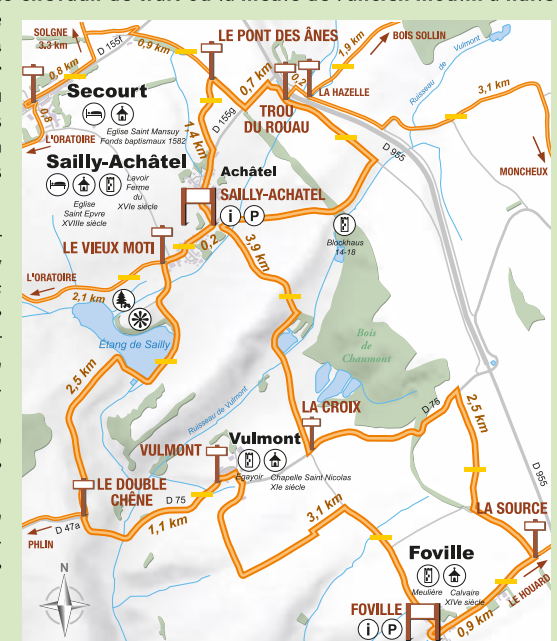 SOLGNE
3.3 km
D 155f
0,9 km
LE PONT DES ÂNES
1,9 km
BOIS SOLLIN
Ruisseau de Vulmont
0,8 km
Secourt
Eglise Saint Mansuy
Fonds baptismaux 1582
0,8
L'ORATOIRE
0,7 km
0,2
LA HAZELLE
3,1 km
TROU
DU ROUAU
D 155g
1,4 km
D 955
MONCHEUX
Sailly-Achâtel
Lavoir
Ferme
du
XVIe siècle
Eglise
Saint Epvre
XVIIIe siècle
Achâtel
SAILLY-ACHATEL
i P
LE VIEUX MOTI
0,2
3,9 km
Blockhaus
14-18
L'ORATOIRE
2,1 km
Étang de Sailly
Bois
de
Chaumont
2,5 km
Ruisseau de Vulmont
LA CROIX
D 75
2,5 km
VULMONT
Vulmont
Egayoir
Chapelle Saint Nicolas
XIe siècle
LE DOUBLE
CHÊNE
D 75
D 955
LA SOURCE
D 47a
PHLIN
1,1 km
3,1 km
Foville
Meulière
Calvaire
XIVe siècle
LE HOUARD
N
FOVILLE
i P
0,9 km